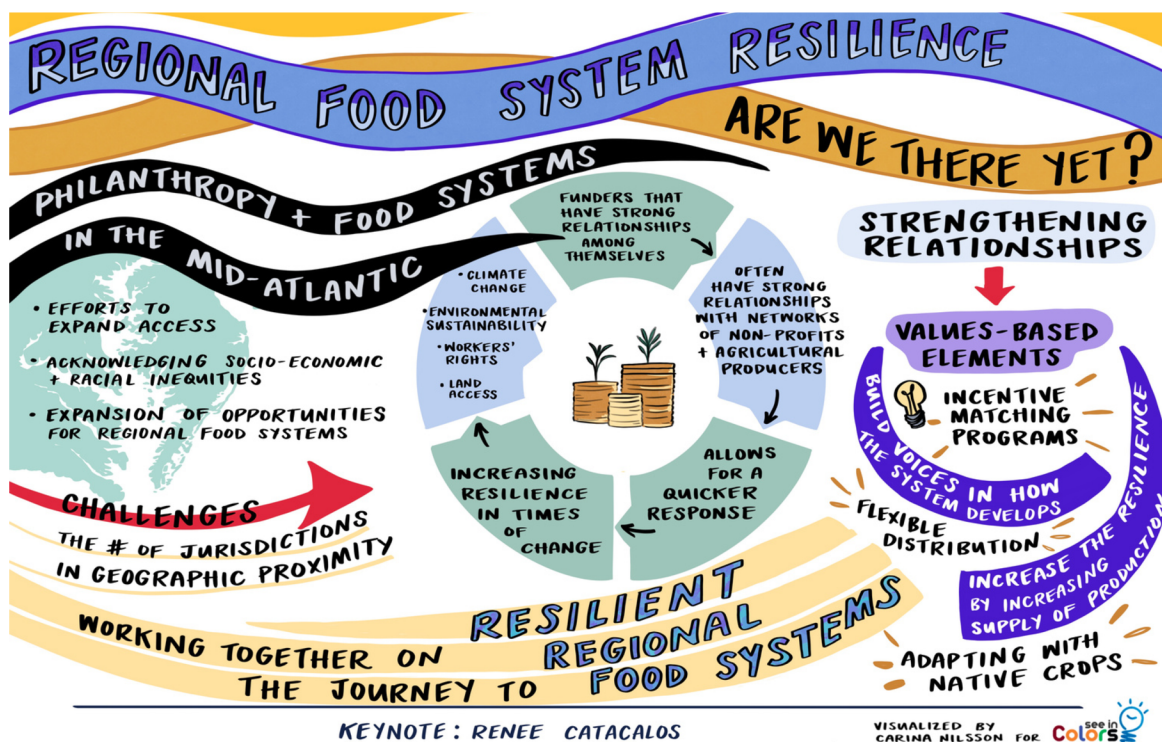 REGIONAL FOOD SYSTEM RESILIENCE
ARE WE THERE YET?
PHILANTHROPY + FOOD SYSTEMS
IN THE MID-ATLANTIC
• EFFORTS TO
EXPAND ACCESS
• ACKNOWLEDGING SOCIO-ECONOMIC
+ RACIAL INEQUITIES
• EXPANSION OF OPPORTUNITIES
FOR REGIONAL FOOD SYSTEMS
CHALLENGES
THE # OF JURISDICTIONS
IN GEOGRAPHIC PROXIMITY
FUNDERS THAT
HAVE STRONG
RELATIONSHIPS
AMONG
THEMSELVES
OFTEN
HAVE STRONG
RELATIONSHIPS
WITH NETWORKS
OF NON-PROFITS
+ AGRICULTURAL
PRODUCERS
ALLOWS
FOR A
QUICKER
RESPONSE
INCREASING
RESILIENCE
IN TIMES
OF
CHANGE
• CLIMATE
CHANGE
• ENVIRONMENTAL
SUSTAINABILITY
• WORKERS'
RIGHTS
• LAND
ACCESS
STRENGTHENING
RELATIONSHIPS
VALUES-BASED
ELEMENTS
INCENTIVE
MATCHING
PROGRAMS
BUILD VOICES IN HOW
THE SYSTEM DEVELOPS
FLEXIBLE
DISTRIBUTION
INCREASE THE RESILIENCE
BY INCREASING
SUPPLY OF PRODUCTION
ADAPTING WITH
NATIVE CROPS
WORKING TOGETHER ON
THE JOURNEY TO
RESILIENT
REGIONAL
FOOD SYSTEMS
KEYNOTE: RENEE CATACALOS
VISUALIZED BY
CARINA NILSSON FOR
see in
Colors